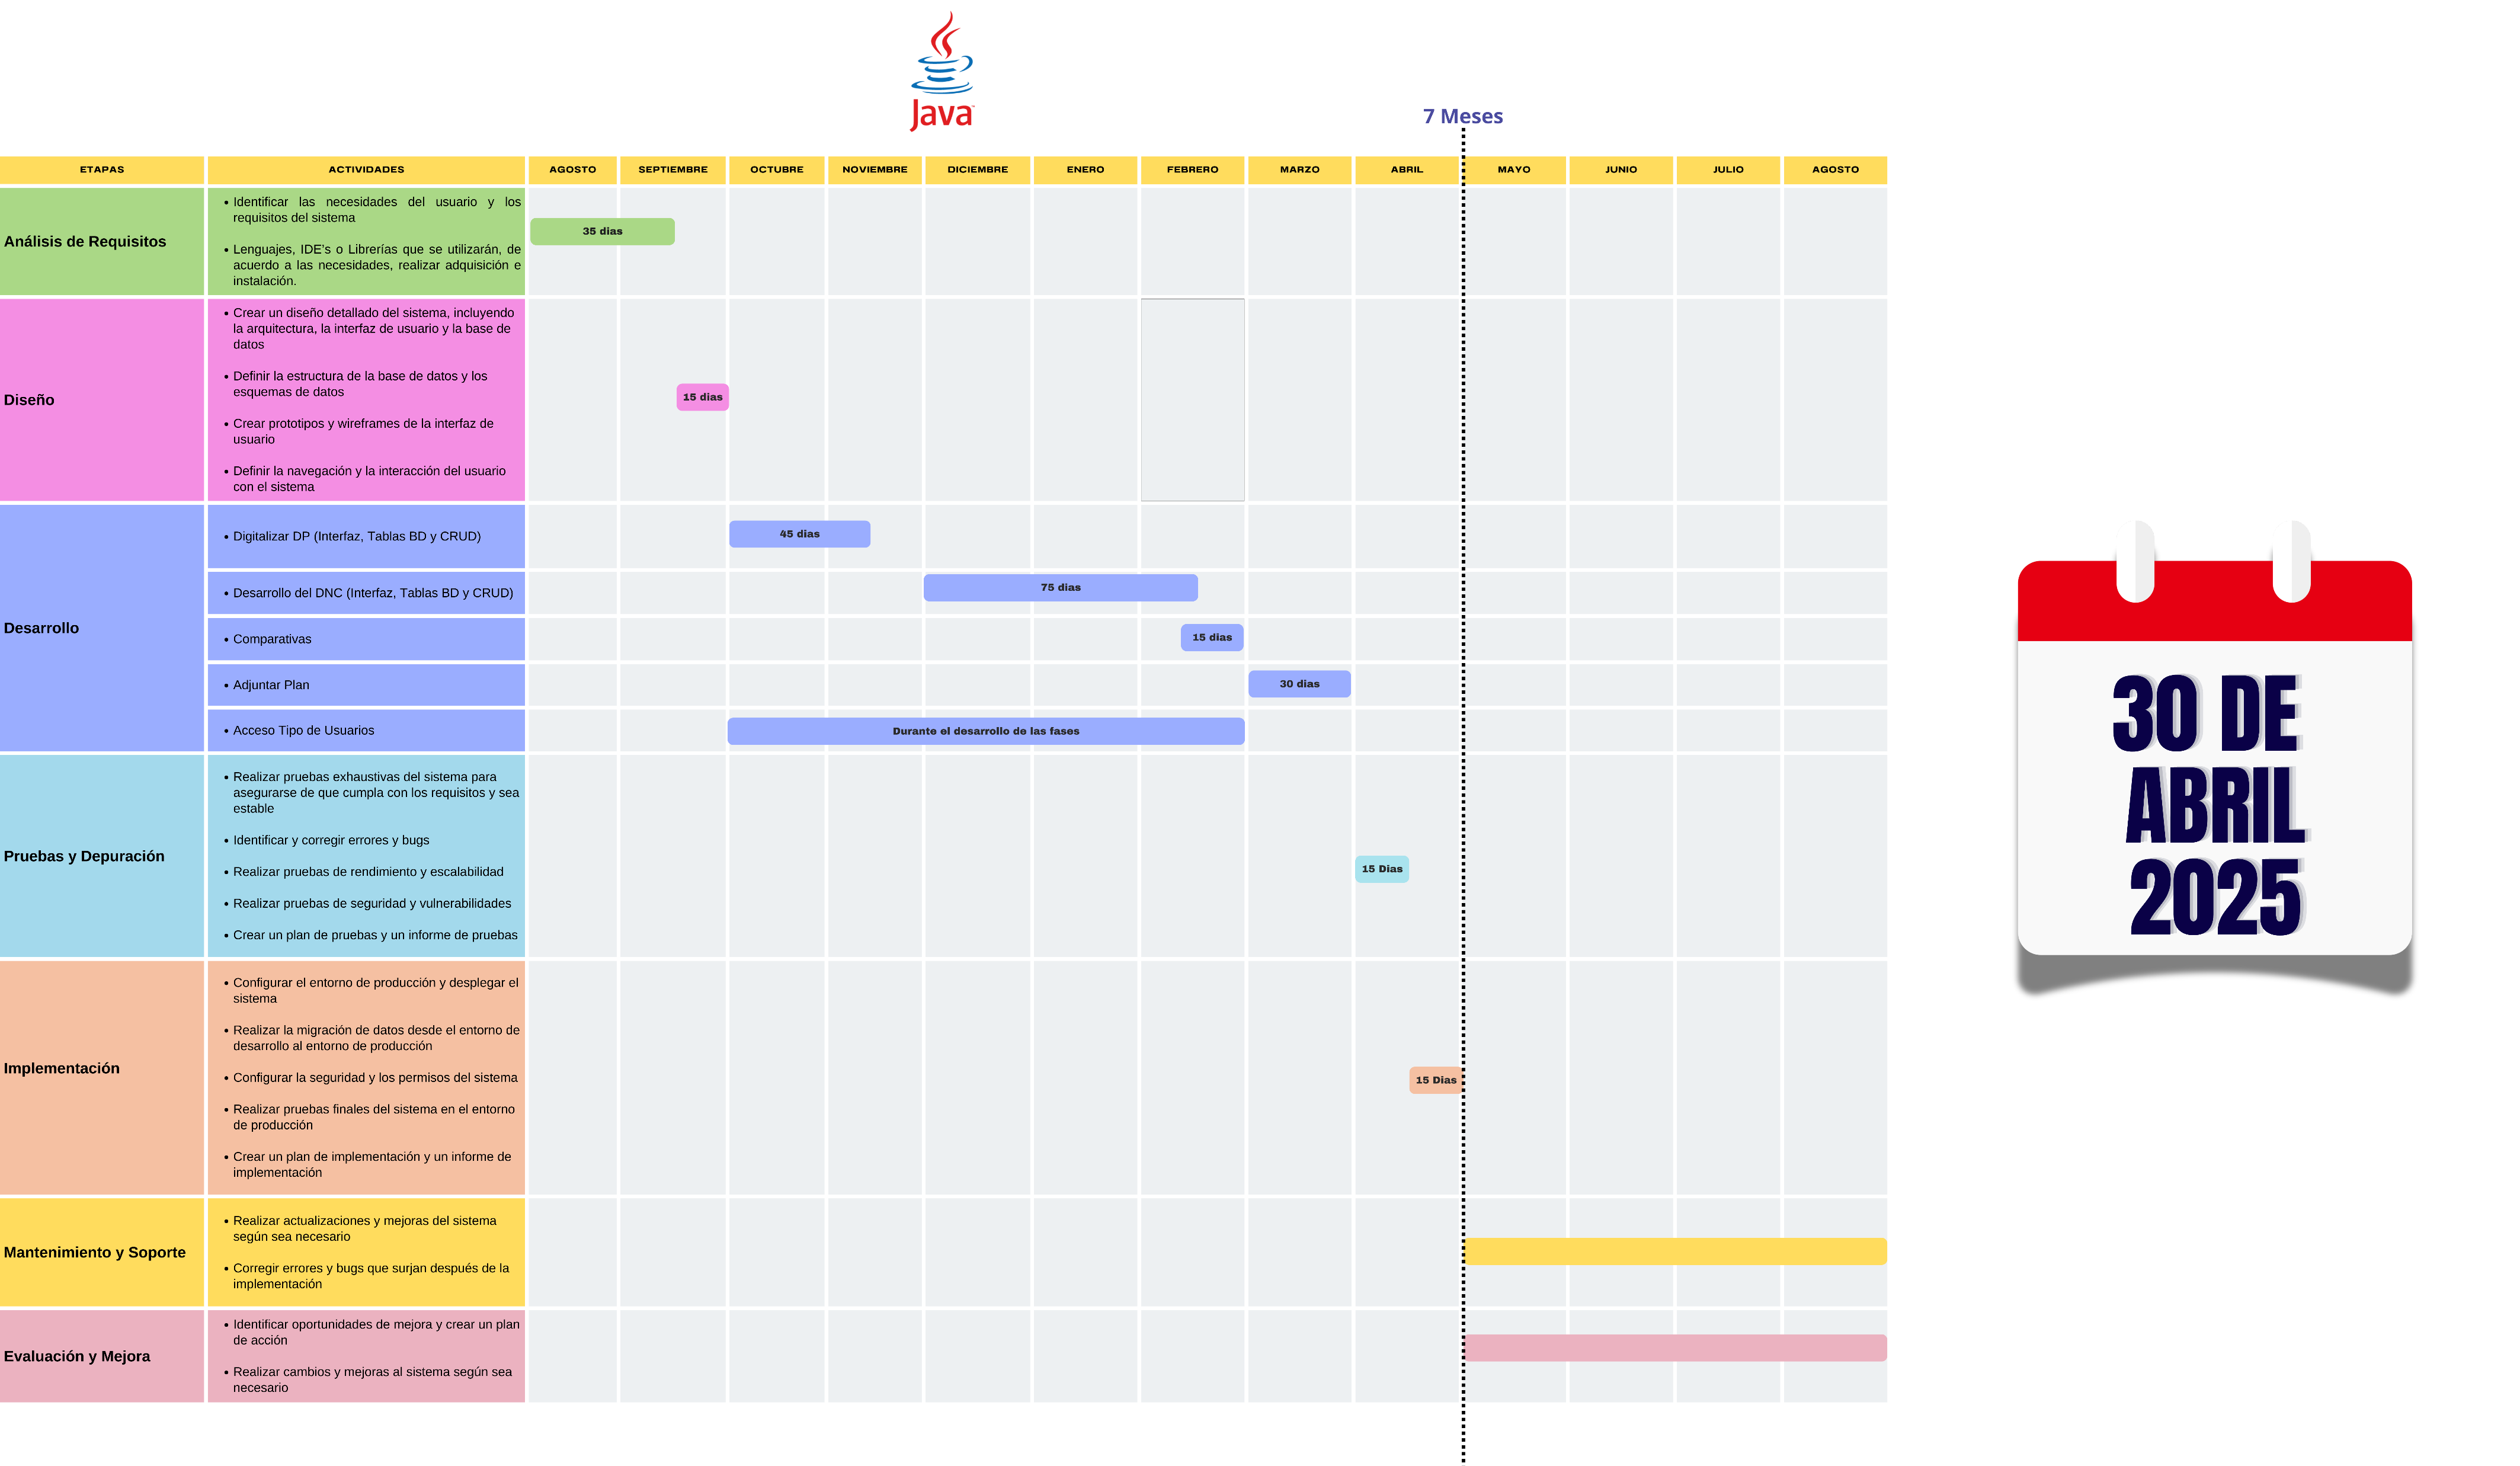 Java
7 Meses
ETAPAS
ACTIVIDADES
AGOSTO
SEPTIEMBRE
OCTUBRE
NOVIEMBRE
DICIEMBRE
ENERO
FEBRERO
MARZO
ABRIL
MAYO
JUNIO
JULIO
AGOSTO
Análisis de Requisitos
• Identificar las necesidades del usuario y los
requisitos del sistema
• Lenguajes, IDE's o Librerías que se utilizarán, de
acuerdo a las necesidades, realizar adquisición e
instalación.
35 dias
Diseño
• Crear un diseño detallado del sistema, incluyendo
la arquitectura, la interfaz de usuario y la base de
datos
• Definir la estructura de la base de datos y los
esquemas de datos
• Crear prototipos y wireframes de la interfaz de
usuario
• Definir la navegación y la interacción del usuario
con el sistema
15 dias
Desarrollo
• Digitalizar DP (Interfaz, Tablas BD y CRUD)
45 dias
• Desarrollo del DNC (Interfaz, Tablas BD y CRUD)
75 dias
• Comparativas
15 dias
• Adjuntar Plan
30 dias
• Acceso Tipo de Usuarios
Durante el desarrollo de las fases
Pruebas y Depuración
• Realizar pruebas exhaustivas del sistema para
asegurarse de que cumpla con los requisitos y sea
estable
• Identificar y corregir errores y bugs
• Realizar pruebas de rendimiento y escalabilidad
• Realizar pruebas de seguridad y vulnerabilidades
• Crear un plan de pruebas y un informe de pruebas
15 Dias
Implementación
• Configurar el entorno de producción y desplegar el
sistema
• Realizar la migración de datos desde el entorno de
desarrollo al entorno de producción
• Configurar la seguridad y los permisos del sistema
• Realizar pruebas finales del sistema en el entorno
de producción
• Crear un plan de implementación y un informe de
implementación
15 Dias
Mantenimiento y Soporte
• Realizar actualizaciones y mejoras del sistema
según sea necesario
• Corregir errores y bugs que surjan después de la
implementación
Evaluación y Mejora
• Identificar oportunidades de mejora y crear un plan
de acción
• Realizar cambios y mejoras al sistema según sea
necesario
30 DE
ABRIL
2025